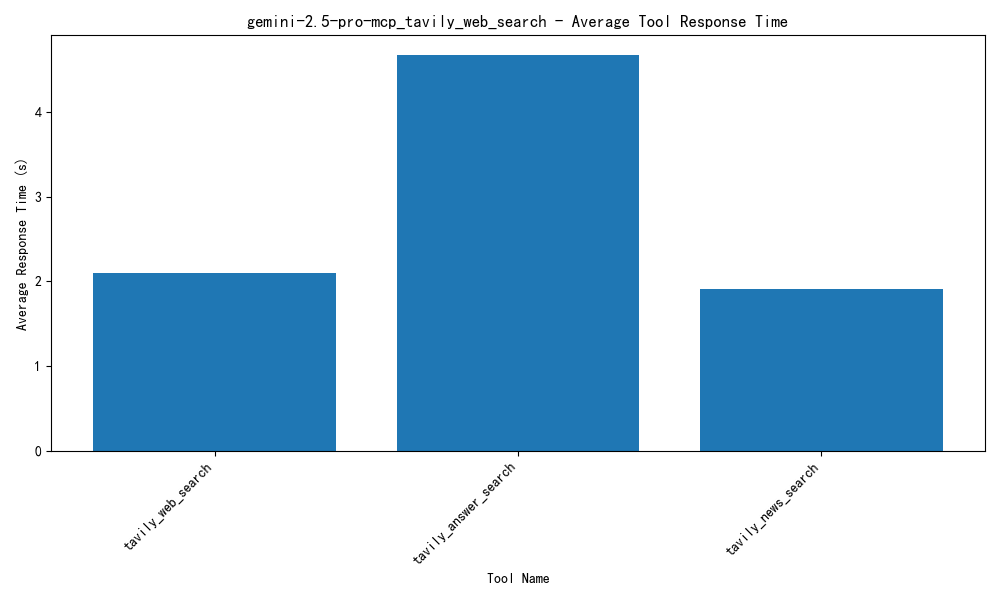 gemini-2.5-pro-mcp_tavily_web_search - Average Tool Response Time
Average Response Time (s)
4
3
2
1
0
tavily_web_search
tavily_answer_search
tavily_news_search
Tool Name